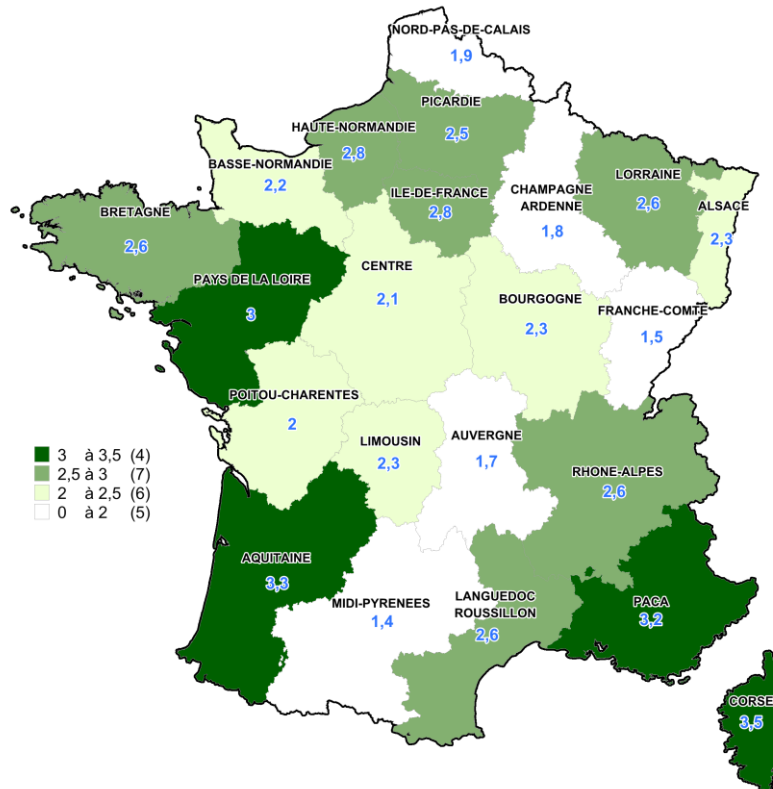 NORD-PAS-DE-CALAIS
1,9
PICARDIE
2,5
HAUTE-NORMANDIE
2,8
BASSE-NORMANDIE
2,2
ILE-DE-FRANCE
2,8
CHAMPAGNE
ARDENNE
1,8
LORRAINE
2,6
ALSACE
2,3
BRETAGNE
2,6
PAYS DE LA LOIRE
3
CENTRE
2,1
BOURGOGNE
2,3
FRANCHE-COMTE
1,5
POITOU-CHARENTES
2
LIMOUSIN
2,3
AUVERGNE
1,7
RHONE-ALPES
2,6
3 à 3,5 (4)
2,5 à 3 (7)
2 à 2,5 (6)
0 à 2 (5)
AQUITAINE
3,3
MIDI-PYRENEES
1,4
LANGUEDOC
ROUSSILLON
2,6
PACA
3,2
CORSE
3,5